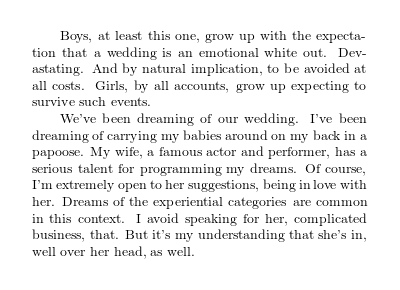 Boys, at least this one, grow up with the expecta-
tion that a wedding is an emotional white out. Dev-
astating. And by natural implication, to be avoided at
all costs. Girls, by all accounts, grow up expecting to
survive such events.
We've been dreaming of our wedding. I've been
dreaming of carrying my babies around on my back in a
papoose. My wife, a famous actor and performer, has a
serious talent for programming my dreams. Of course,
I'm extremely open to her suggestions, being in love with
her. Dreams of the experiential categories are common
in this context. I avoid speaking for her, complicated
business, that. But it's my understanding that she's in,
well over her head, as well.